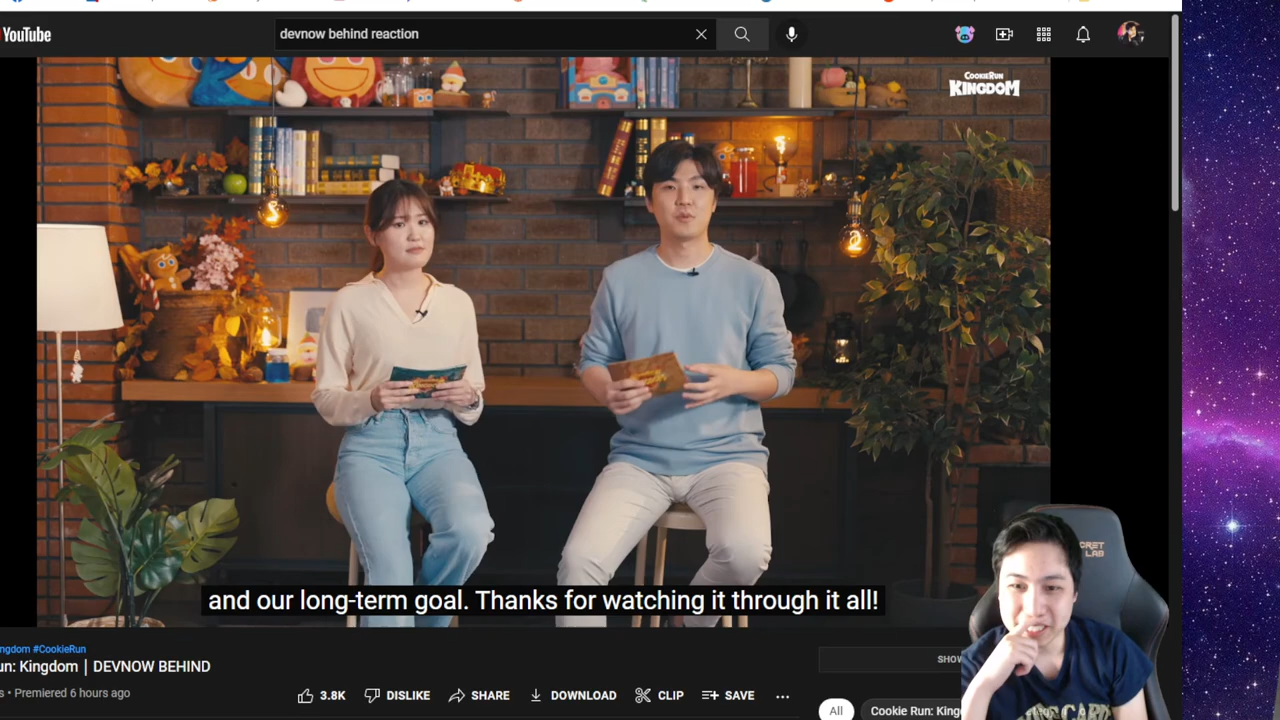 YouTube
devnow behind reaction
COOKIERUN
KINGDOM
and our long-term goal. Thanks for watching it through it all!
ngdom #CookieRun
un: Kingdom | DEVNOW BEHIND
s • Premiered 6 hours ago
3.8K
DISLIKE
SHARE
DOWNLOAD
CLIP
SAVE
SHOW
All
Cookie Run: King
CRET
LAB